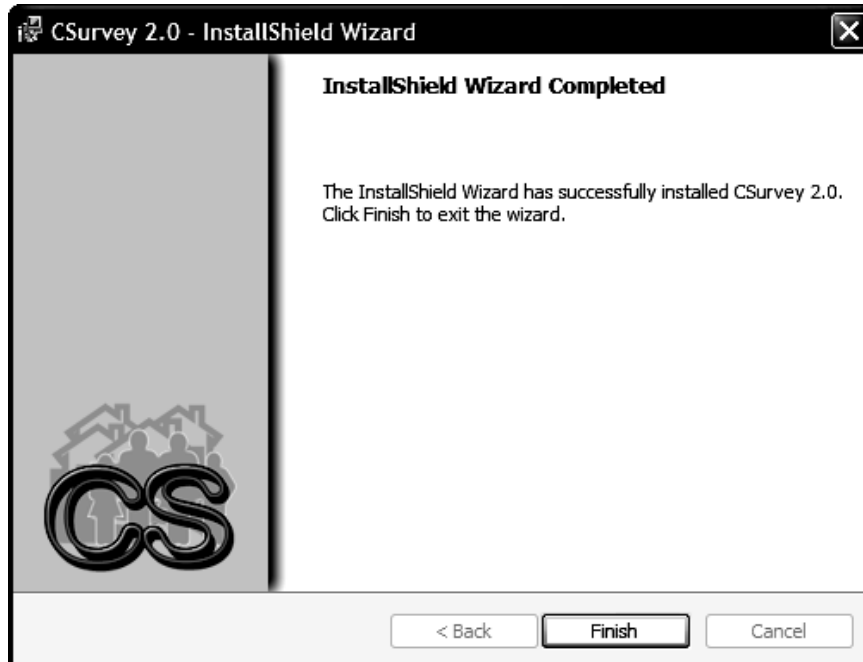 CSurvey 2.0 - InstallShield Wizard
InstallShield Wizard Completed
The InstallShield Wizard has successfully installed CSurvey 2.0.
Click Finish to exit the wizard.
CS
< Back Finish Cancel